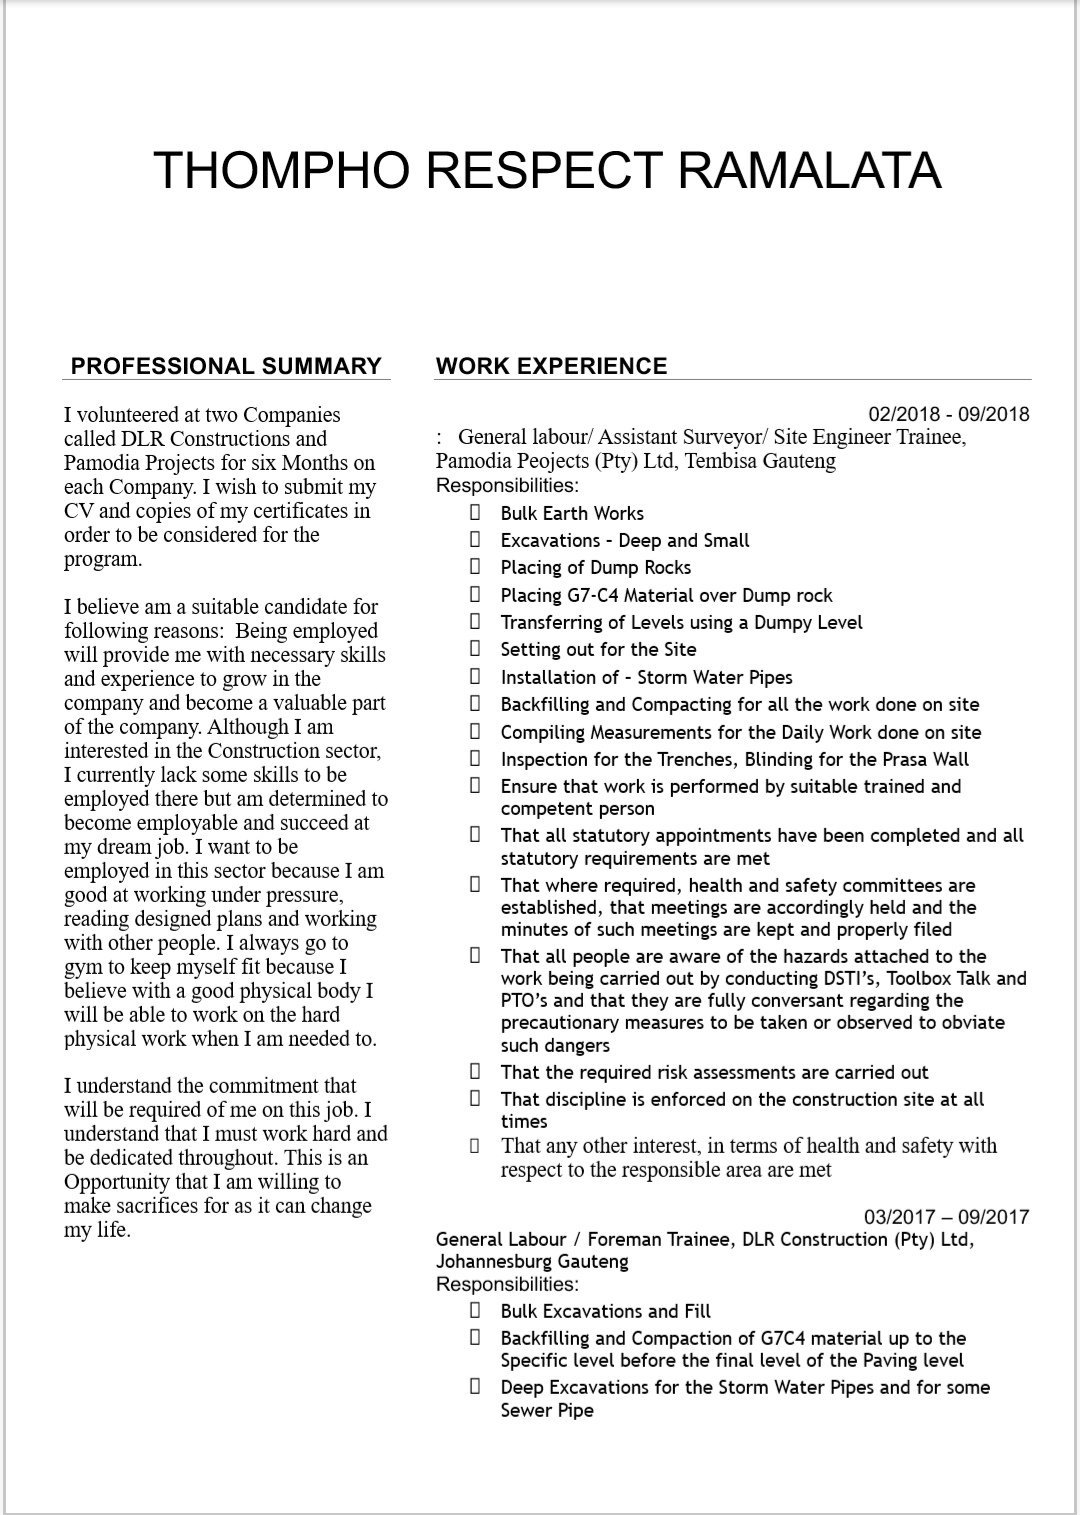 THOMPHO RESPECT RAMALATA
PROFESSIONAL SUMMARY
I volunteered at two Companies
called DLR Constructions and
Pamodia Projects for six Months on
each Company. I wish to submit my
CV and copies of my certificates in
order to be considered for the
program.
I believe am a suitable candidate for
following reasons:  Being employed
will provide me with necessary skills
and experience to grow in the
company and become a valuable part
of the company. Although I am
interested in the Construction sector,
I currently lack some skills to be
employed there but am determined to
become employable and succeed at
my dream job. I want to be
employed in this sector because I am
good at working under pressure,
reading designed plans and working
with other people. I always go to
gym to keep myself fit because I
believe with a good physical body I
will be able to work on the hard
physical work when I am needed to.
I understand the commitment that
will be required of me on this job. I
understand that I must work hard and
be dedicated throughout. This is an
Opportunity that I am willing to
make sacrifices for as it can change
my life.
WORK EXPERIENCE
02/2018 - 09/2018
:   General labour/ Assistant Surveyor/ Site Engineer Trainee,
Pamodia Peojects (Pty) Ltd, Tembisa Gauteng
Responsibilities:
Bulk Earth Works
Excavations – Deep and Small
Placing of Dump Rocks
Placing G7-C4 Material over Dump rock
Transferring of Levels using a Dumpy Level
Setting out for the Site
Installation of – Storm Water Pipes
Backfilling and Compacting for all the work done on site
Compiling Measurements for the Daily Work done on site
Inspection for the Trenches, Blinding for the Prasa Wall
Ensure that work is performed by suitable trained and
competent person
That all statutory appointments have been completed and all
statutory requirements are met
That where required, health and safety committees are
established, that meetings are accordingly held and the
minutes of such meetings are kept and properly filed
That all people are aware of the hazards attached to the
work being carried out by conducting DSTI’s, Toolbox Talk and
PTO’s and that they are fully conversant regarding the
precautionary measures to be taken or observed to obviate
such dangers
That the required risk assessments are carried out
That discipline is enforced on the construction site at all
times
That any other interest, in terms of health and safety with
respect to the responsible area are met
03/2017 – 09/2017
General Labour / Foreman Trainee, DLR Construction (Pty) Ltd,
Johannesburg Gauteng
Responsibilities:
Bulk Excavations and Fill
Backfilling and Compaction of G7C4 material up to the
Specific level before the final level of the Paving level
Deep Excavations for the Storm Water Pipes and for some
Sewer Pipe